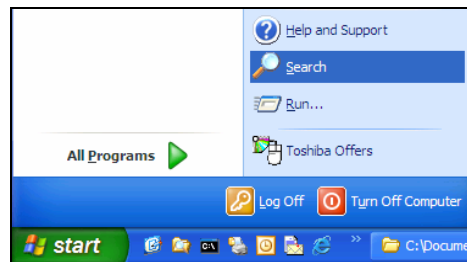 Help and Support
Search
Run...
All Programs
Toshiba Offers
Log Off
Turn Off Computer
start
C:\Docume